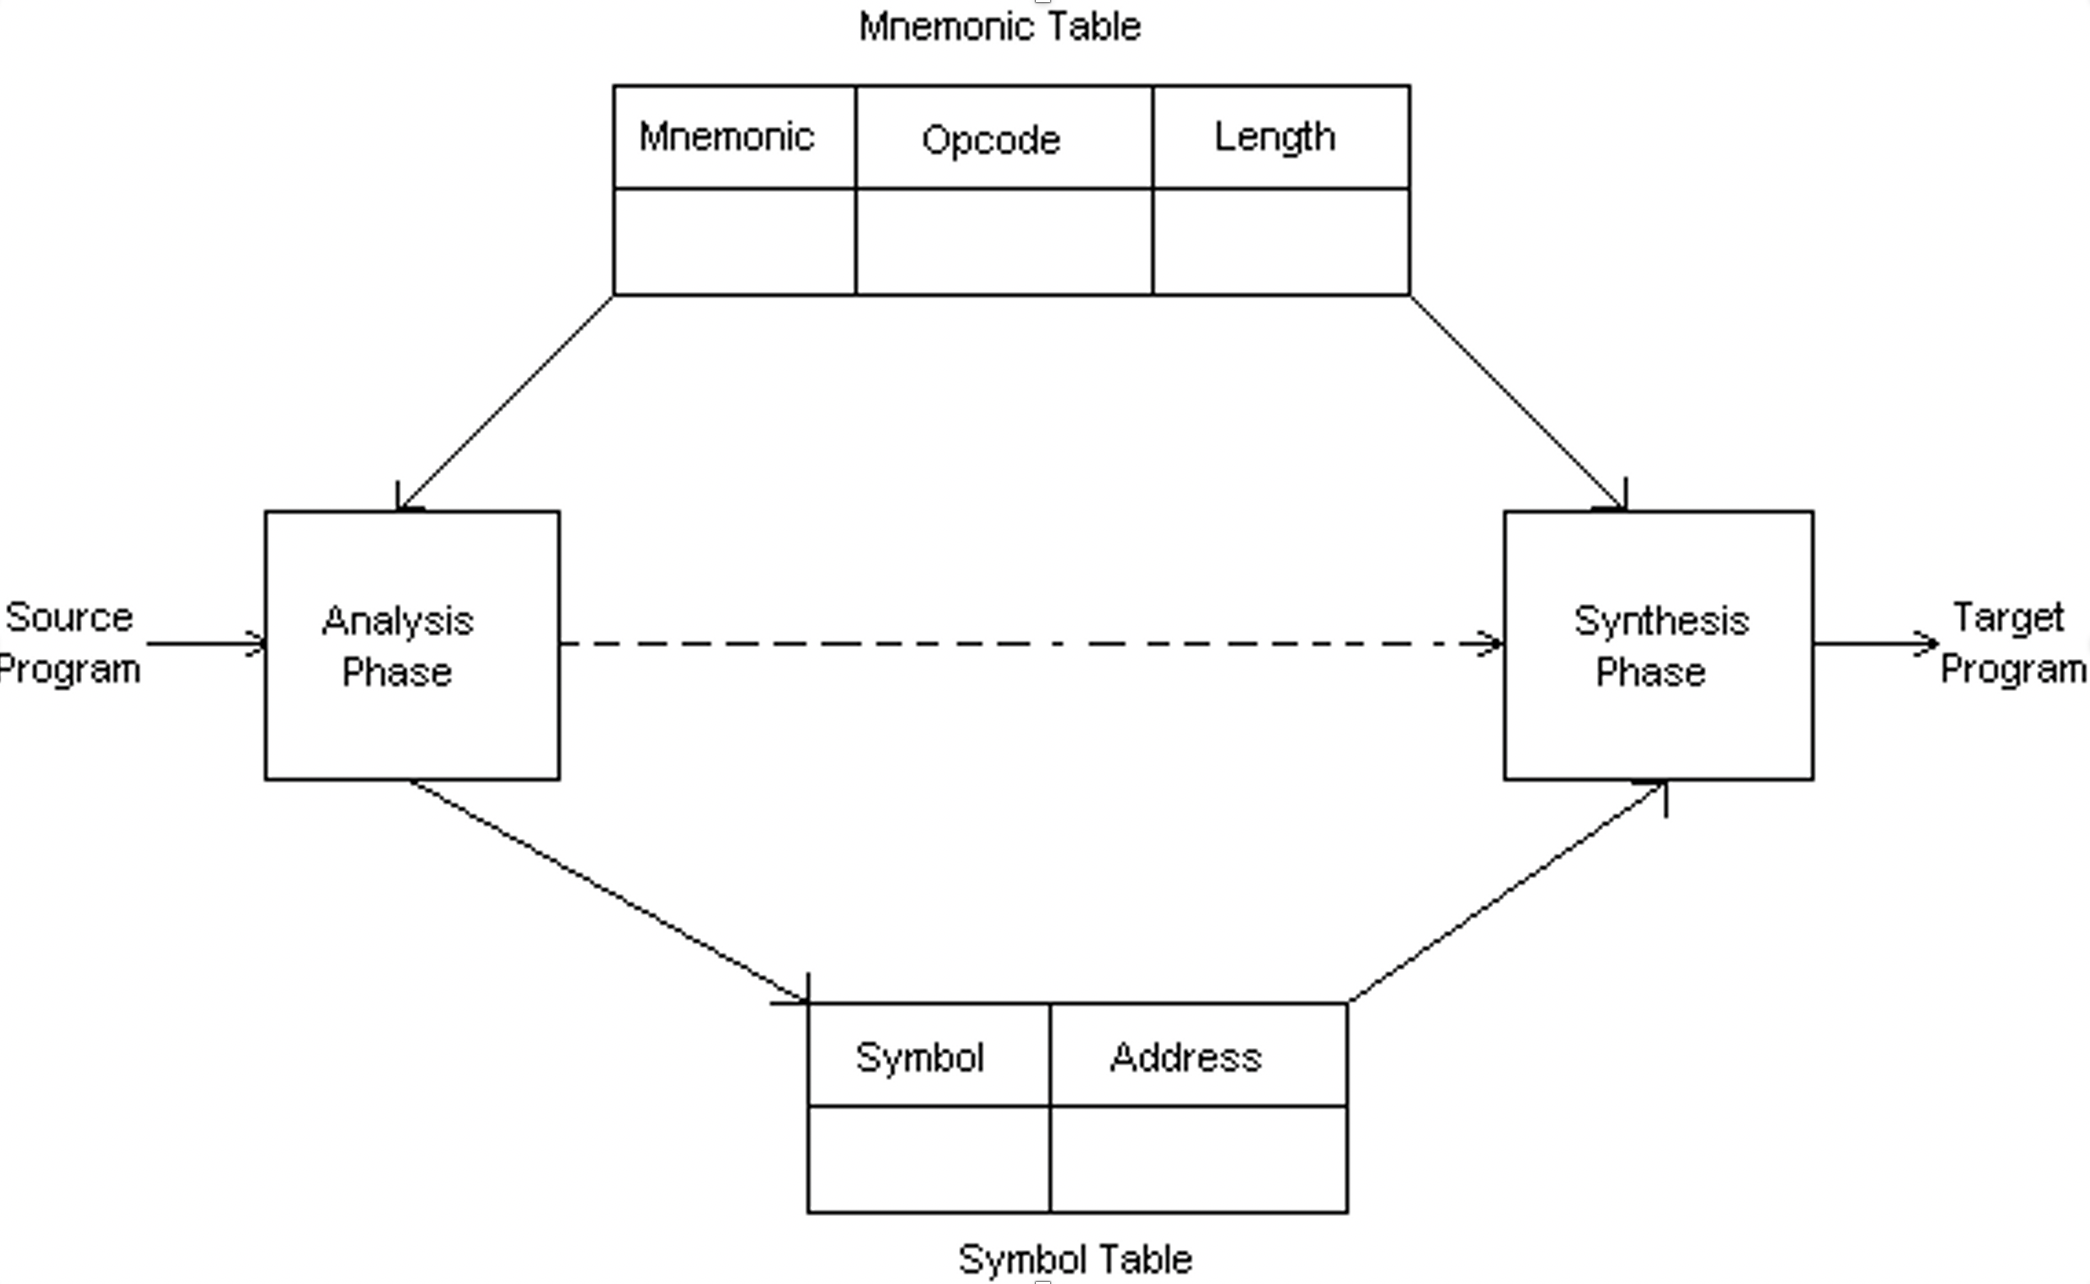 Mnemonic Table
Mnemonic
Opcode
Length
Source
Program
Analysis
Phase
Synthesis
Phase
Target
Program
Symbol
Address
Symbol Table